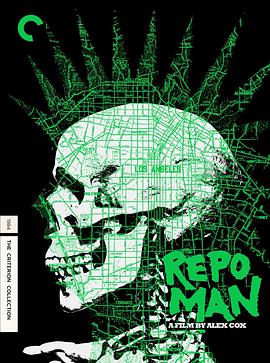 LOS ANGELES
REPO
MAN
A FILM BY ALEX COX
1984
THE CRITERION COLLECTION